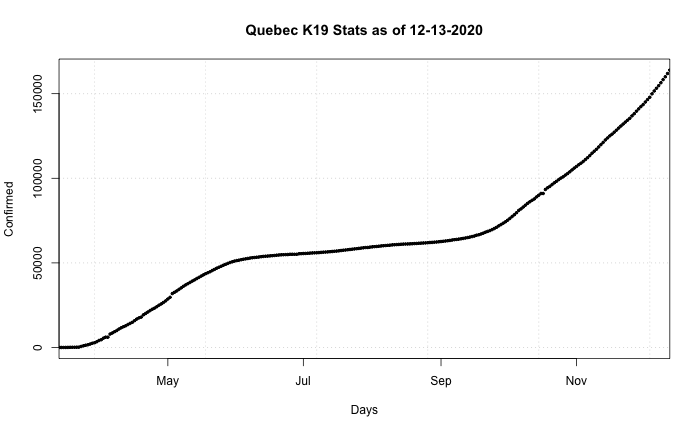 Quebec K19 Stats as of 12-13-2020
150000
100000
50000
0
Confirmed
May Jul Sep Nov
Days